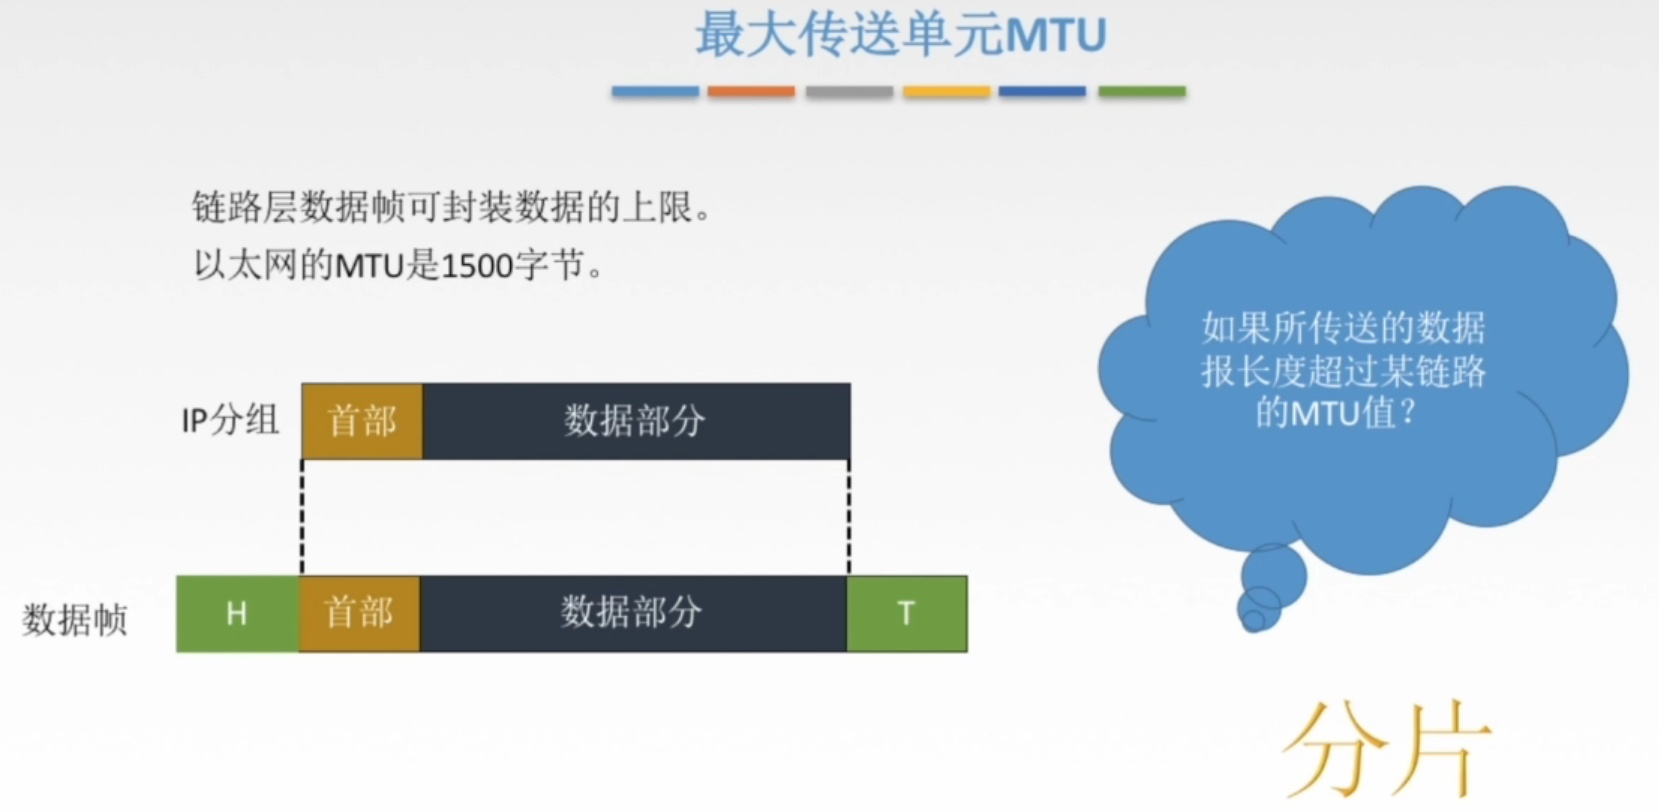 最大传送单元MTU
链路层数据帧可封装数据的上限。
以太网的MTU是1500字节。
如果所传送的数据
报长度超过某链路
的MTU值？
IP分组
首部
数据部分
数据帧
H
首部
数据部分
T
分片